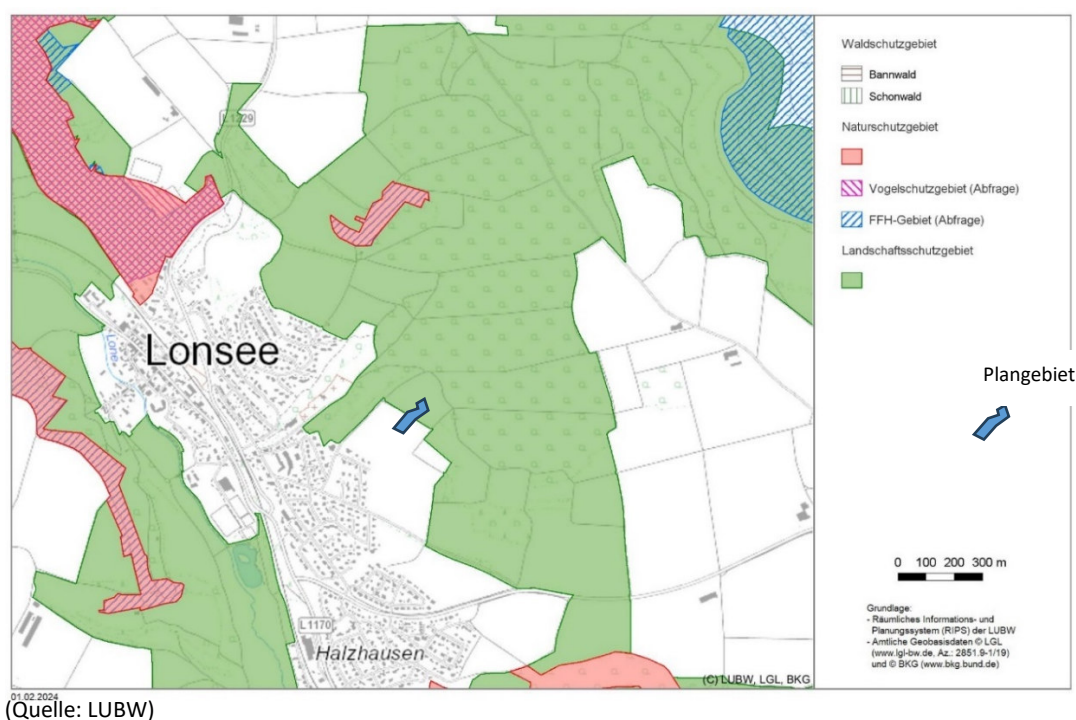 L1229
Lonsee
Lone
L1170
Halzhausen
(C) LUBW, LGL, BKG
01.02.2024
(Quelle: LUBW)
Waldschutzgebiet
Bannwald
Schonwald
Naturschutzgebiet
Vogelschutzgebiet (Abfrage)
FFH-Gebiet (Abfrage)
Landschaftsschutzgebiet
Plangebiet
0 100 200 300 m
Grundlage:
- Räumliches Informations- und
Planungssystem (RIPS) der LUBW
- Amtliche Geobasisdaten © LGL
(www.lgl-bw.de, Az.: 2851.9-1/19)
und © BKG (www.bkg.bund.de)